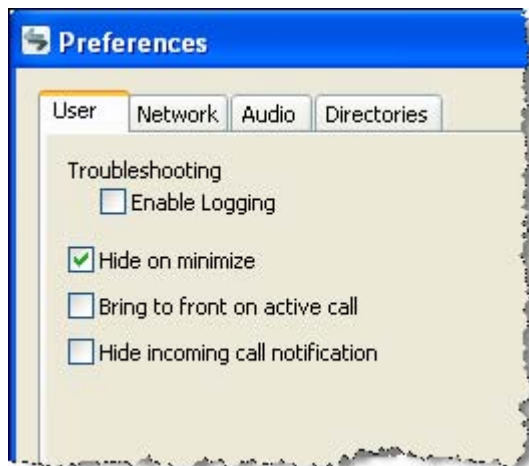 Preferences
User Network Audio Directories
Troubleshooting
Enable Logging
Hide on minimize
Bring to front on active call
Hide incoming call notification